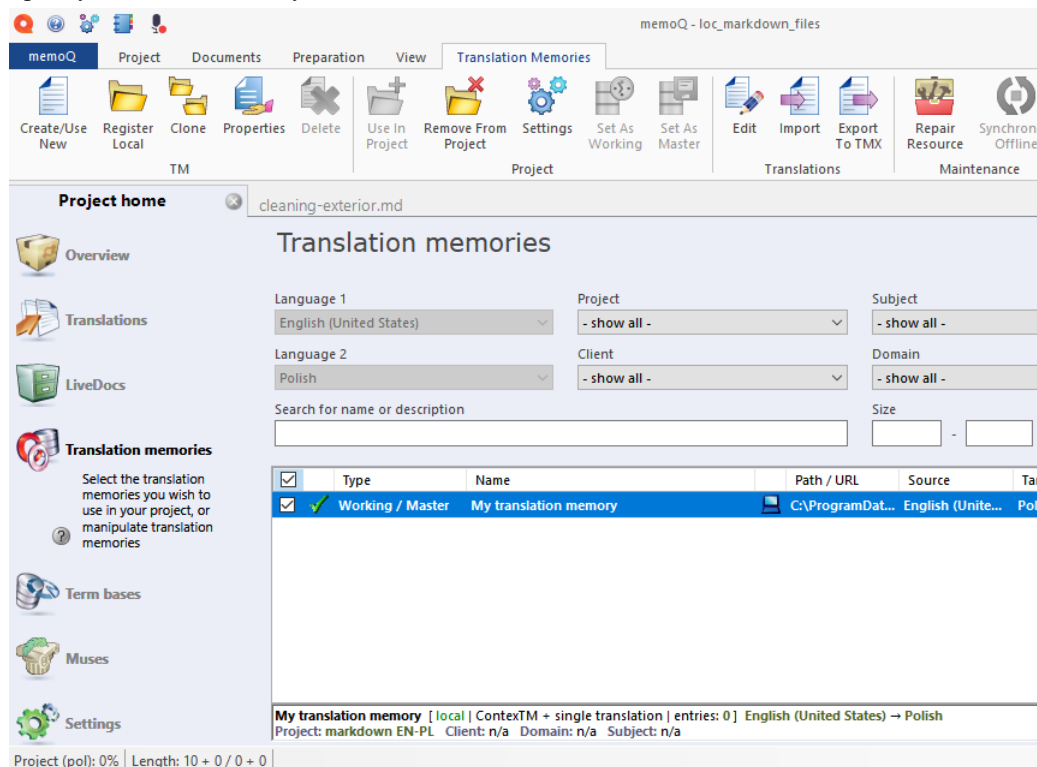 memoQ - loc_markdown_files
memoQ Project Documents Preparation View Translation Memories
Create/Use New Register Local Clone Properties Delete Use In Project Remove From Project Settings Set As Working Set As Master Edit Import Export To TMX Repair Resource Synchron Offline
TM Project Translations Maintenance
Project home cleaning-exterior.md
Translation memories
Overview
Language 1 Project Subject
Translations English (United States) - show all - - show all -
Language 2 Client Domain
LiveDocs Polish - show all - - show all -
Search for name or description Size
-
Translation memories
Select the translation
memories you wish to
use in your project, or
manipulate translation
memories
Type Name Path / URL Source Ta
Working / Master My translation memory C:\ProgramDat... English (Unite... Pol
Term bases
Muses
Settings
My translation memory [ local | ContexTM + single translation | entries: 0 ] English (United States) → Polish
Project: markdown EN-PL Client: n/a Domain: n/a Subject: n/a
Project (pol): 0% Length: 10 + 0 / 0 + 0